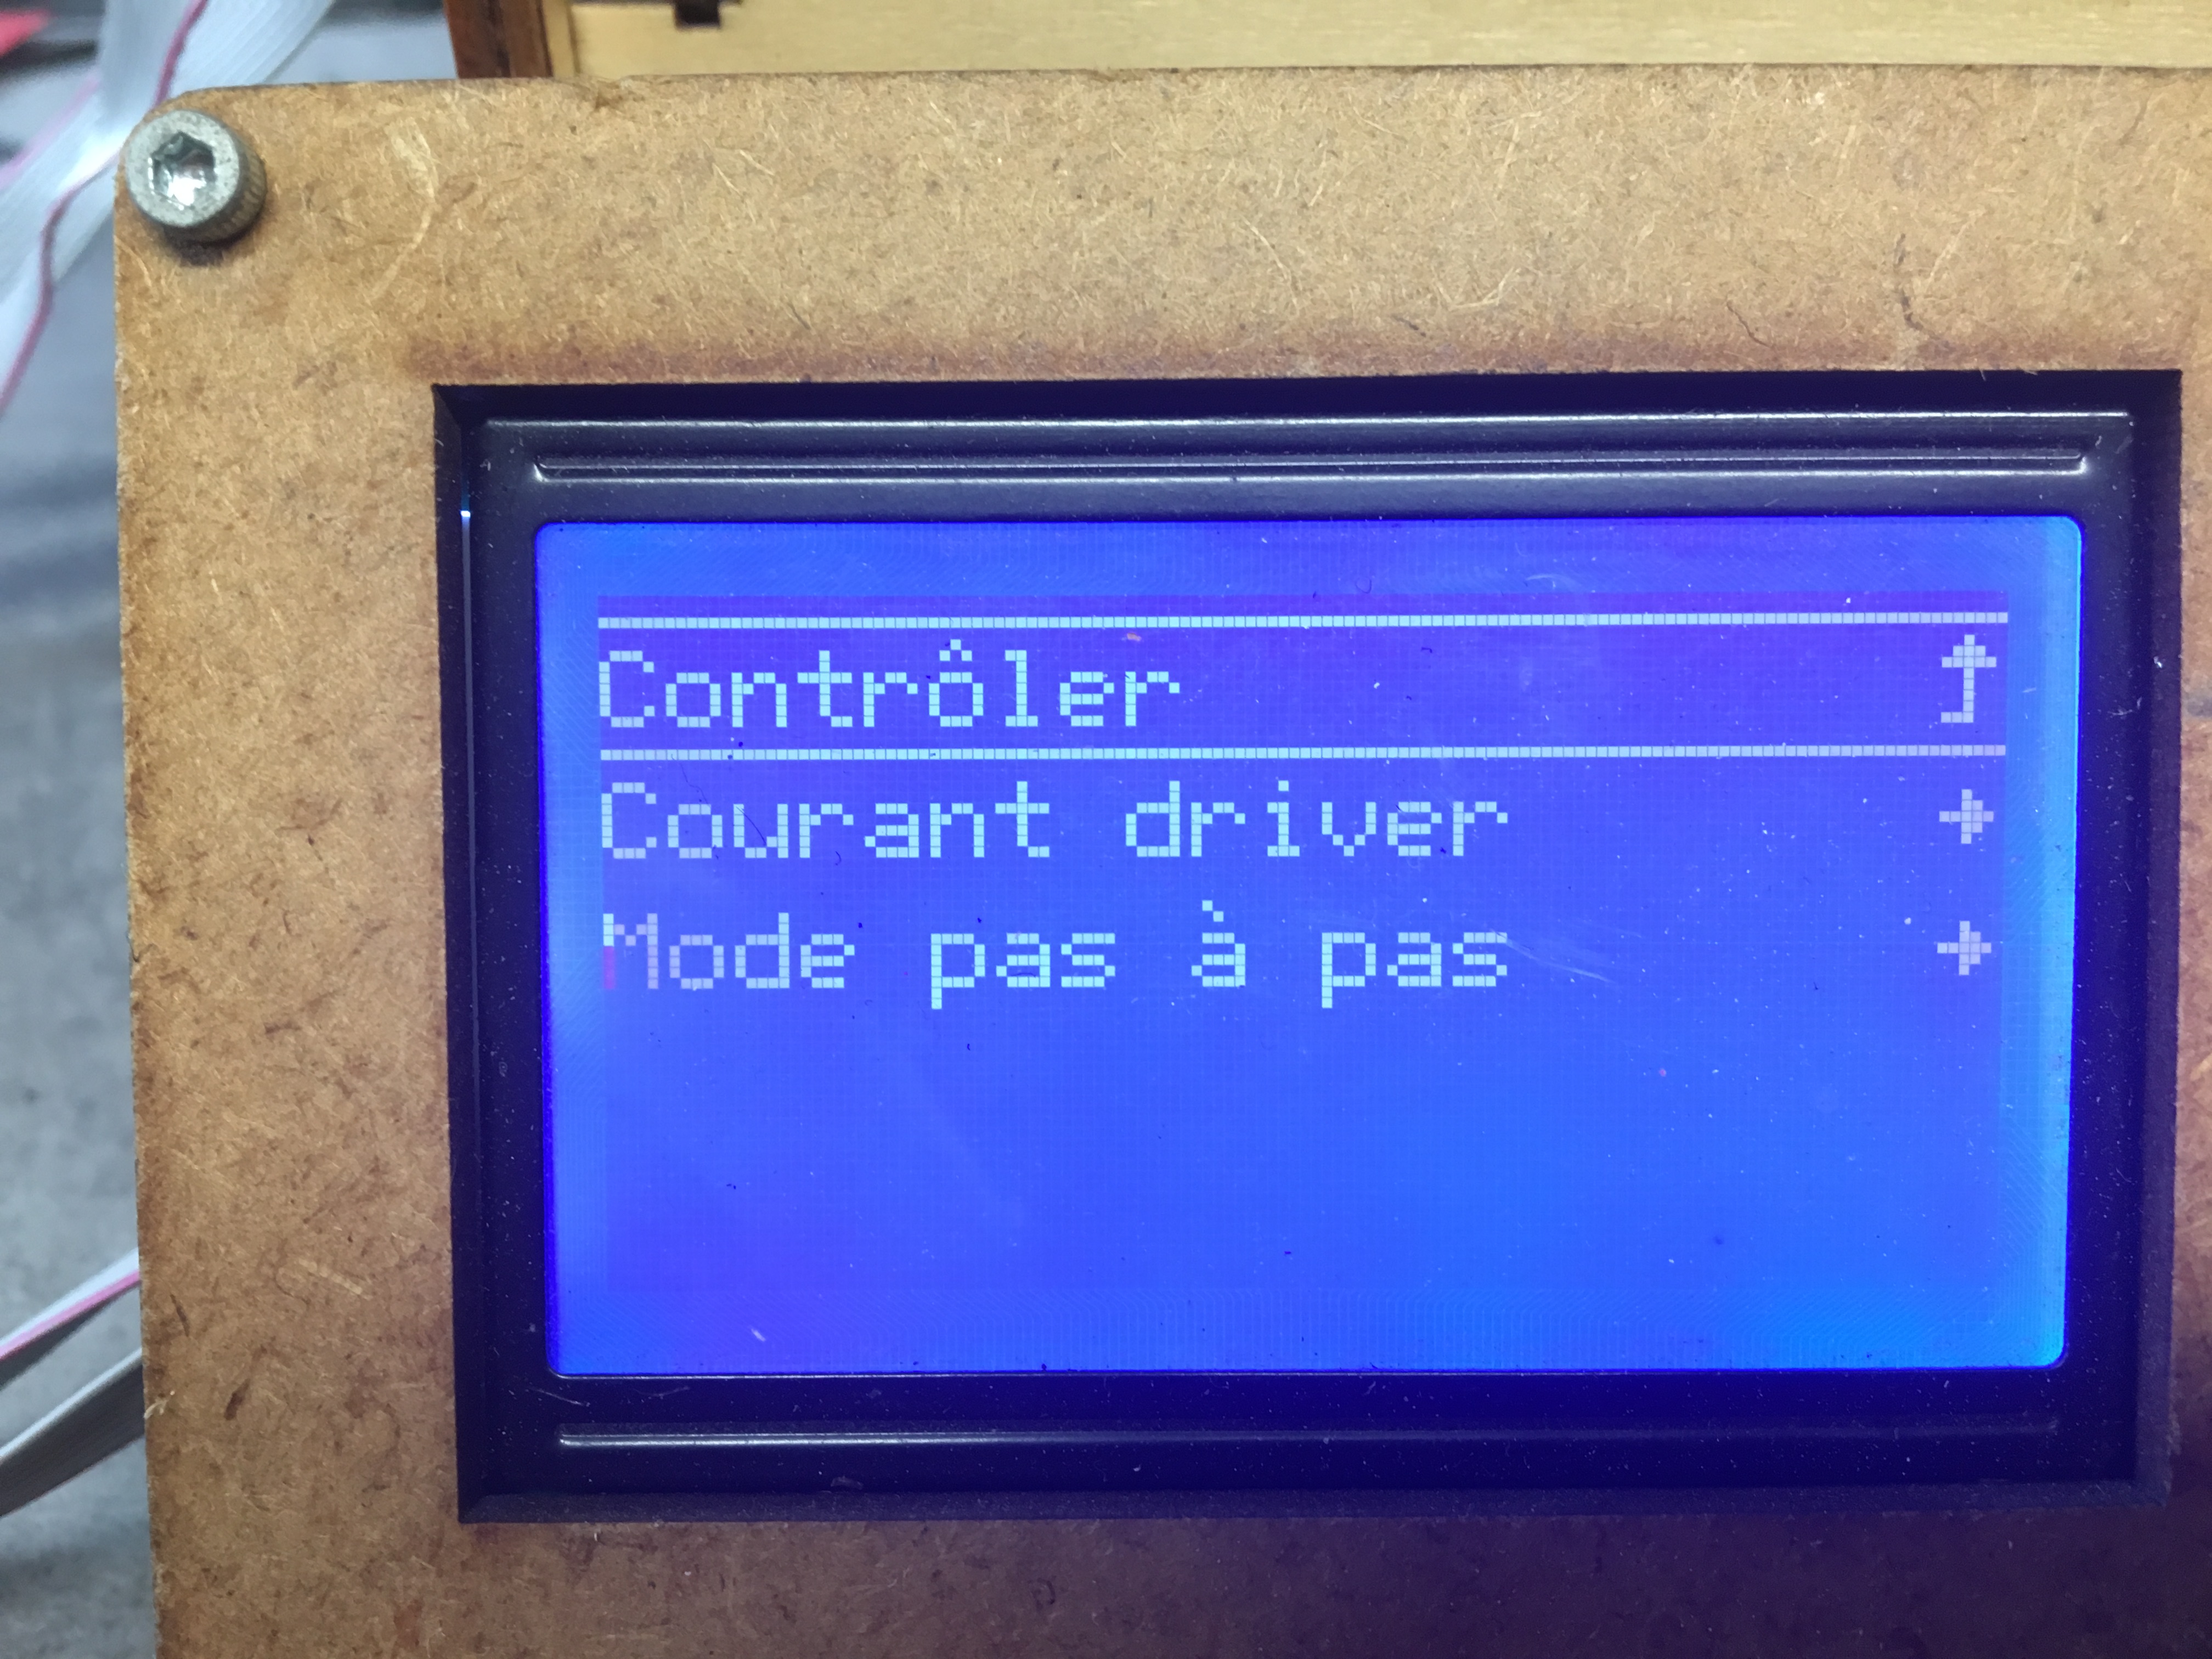 Contrôler
Courant driver
Mode pas à pas